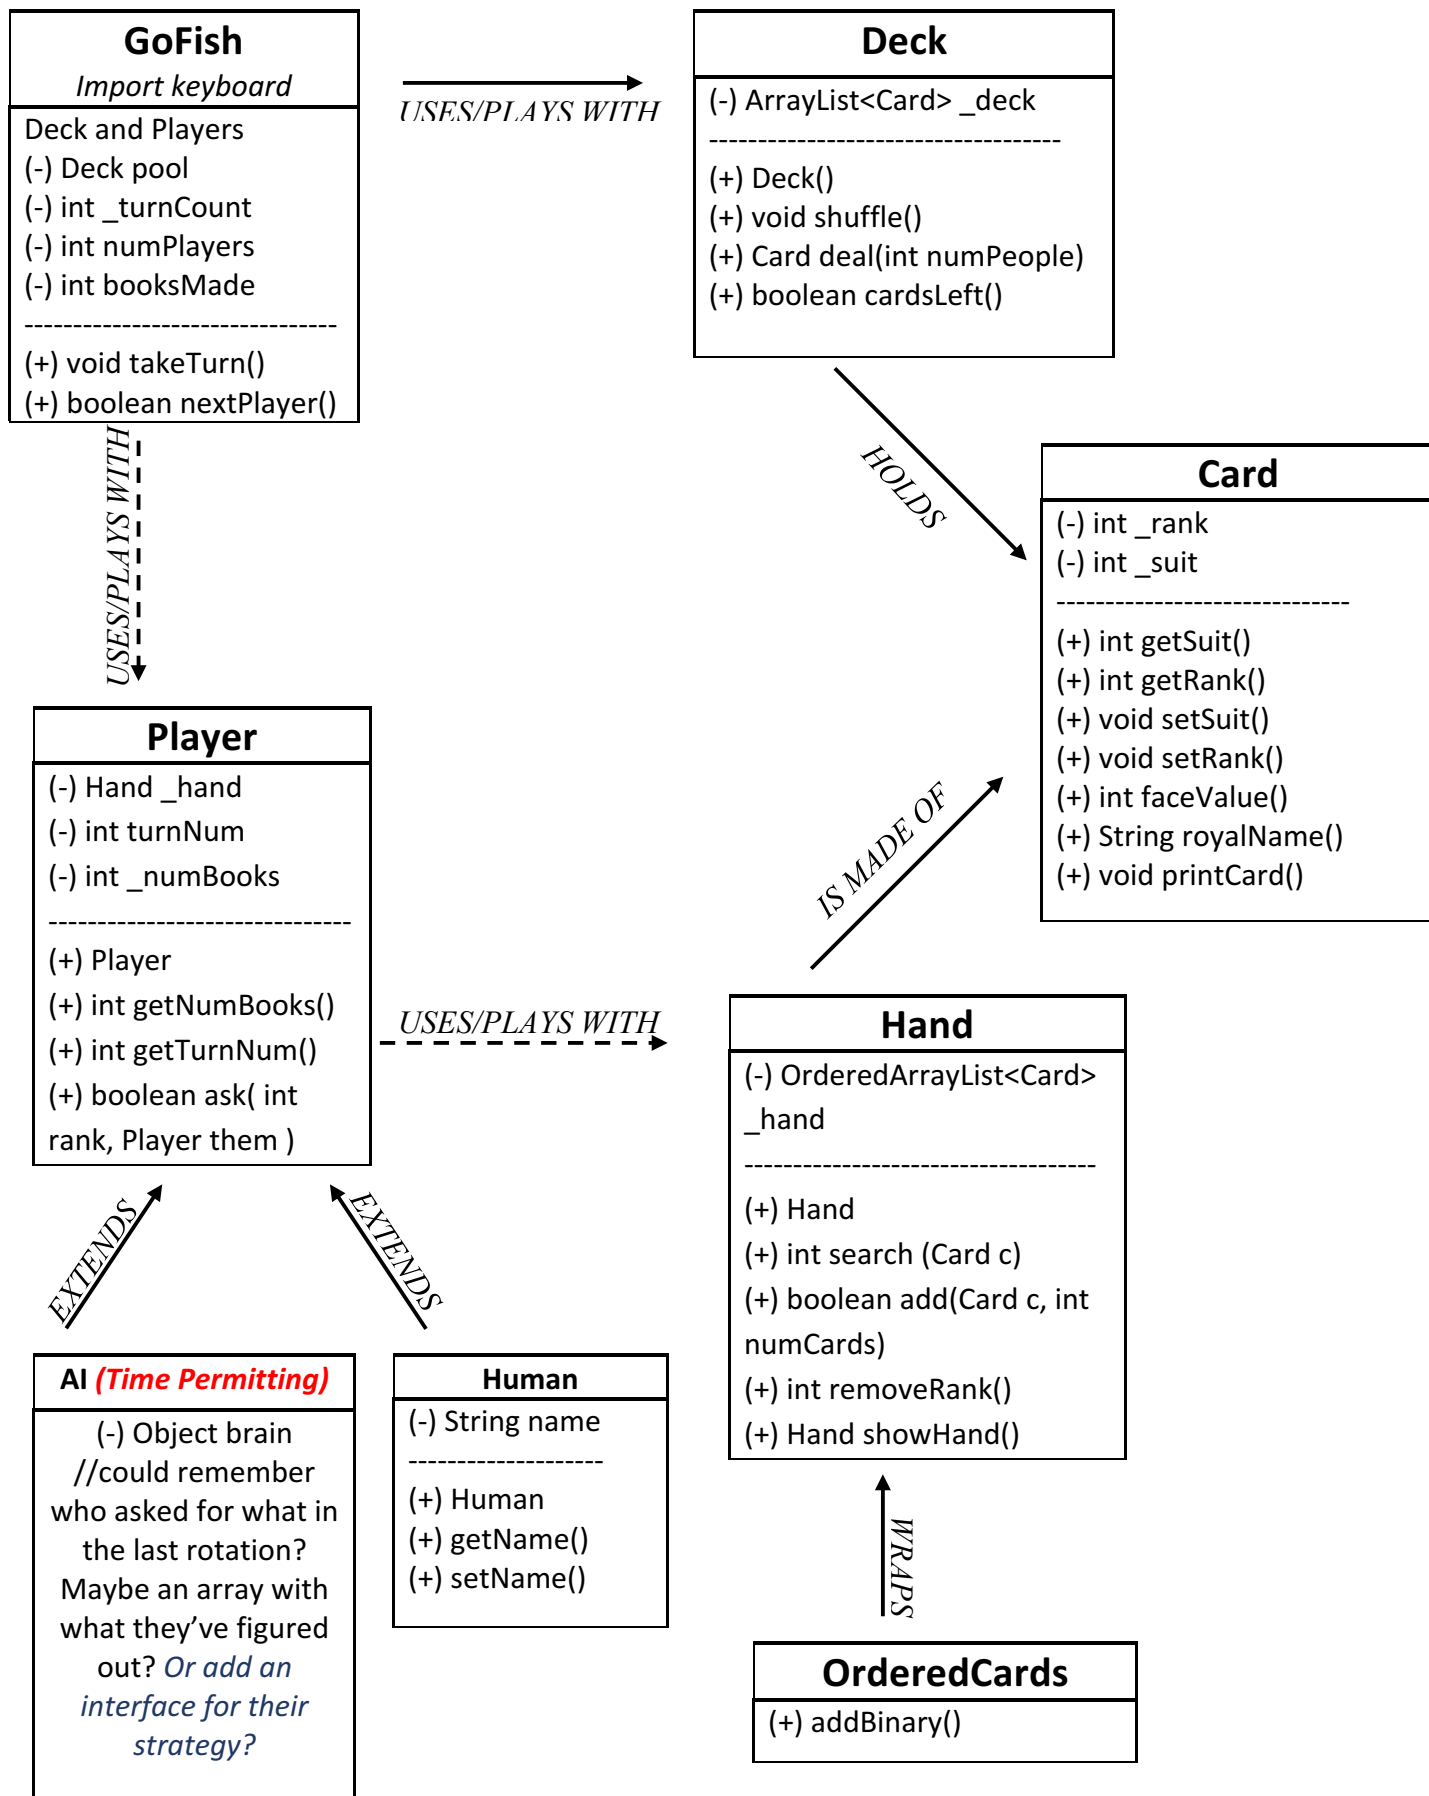 GoFish
Import keyboard
Deck and Players
(-) Deck pool
(-) int _turnCount
(-) int numPlayers
(-) int booksMade
--------------------------------
(+) void takeTurn()
(+) boolean nextPlayer()
USES/PLAYS WITH
Deck
(-) ArrayList<Card> _deck
------------------------------------
(+) Deck()
(+) void shuffle()
(+) Card deal(int numPeople)
(+) boolean cardsLeft()
HOLDS
USES/PLAYS WITH
Card
(-) int _rank
(-) int _suit
------------------------------
(+) int getSuit()
(+) int getRank()
(+) void setSuit()
(+) void setRank()
(+) int faceValue()
(+) String royalName()
(+) void printCard()
Player
(-) Hand _hand
(-) int turnNum
(-) int _numBooks
-------------------------------
(+) Player
(+) int getNumBooks()
(+) int getTurnNum()
(+) boolean ask( int
rank, Player them )
USES/PLAYS WITH
IS MADE OF
Hand
(-) OrderedArrayList<Card>
_hand
------------------------------------
(+) Hand
(+) int search (Card c)
(+) boolean add(Card c, int
numCards)
(+) int removeRank()
(+) Hand showHand()
EXTENDS
EXTENDS
AI (Time Permitting)
(-) Object brain
//could remember
who asked for what in
the last rotation?
Maybe an array with
what they’ve figured
out? Or add an
interface for their
strategy?
Human
(-) String name
--------------------
(+) Human
(+) getName()
(+) setName()
WRAPS
OrderedCards
(+) addBinary()